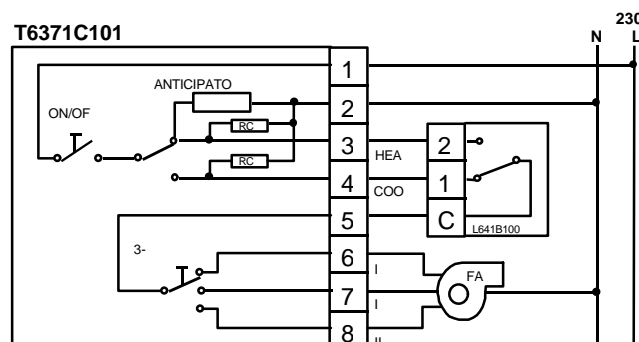 T6371C101
230
N L
ANTICIPATO
ON/OF
RC
RC
1
2
3
4
5
6
7
8
HEA
COO
2
1
C
L641B100
3-
I
I
II
FA